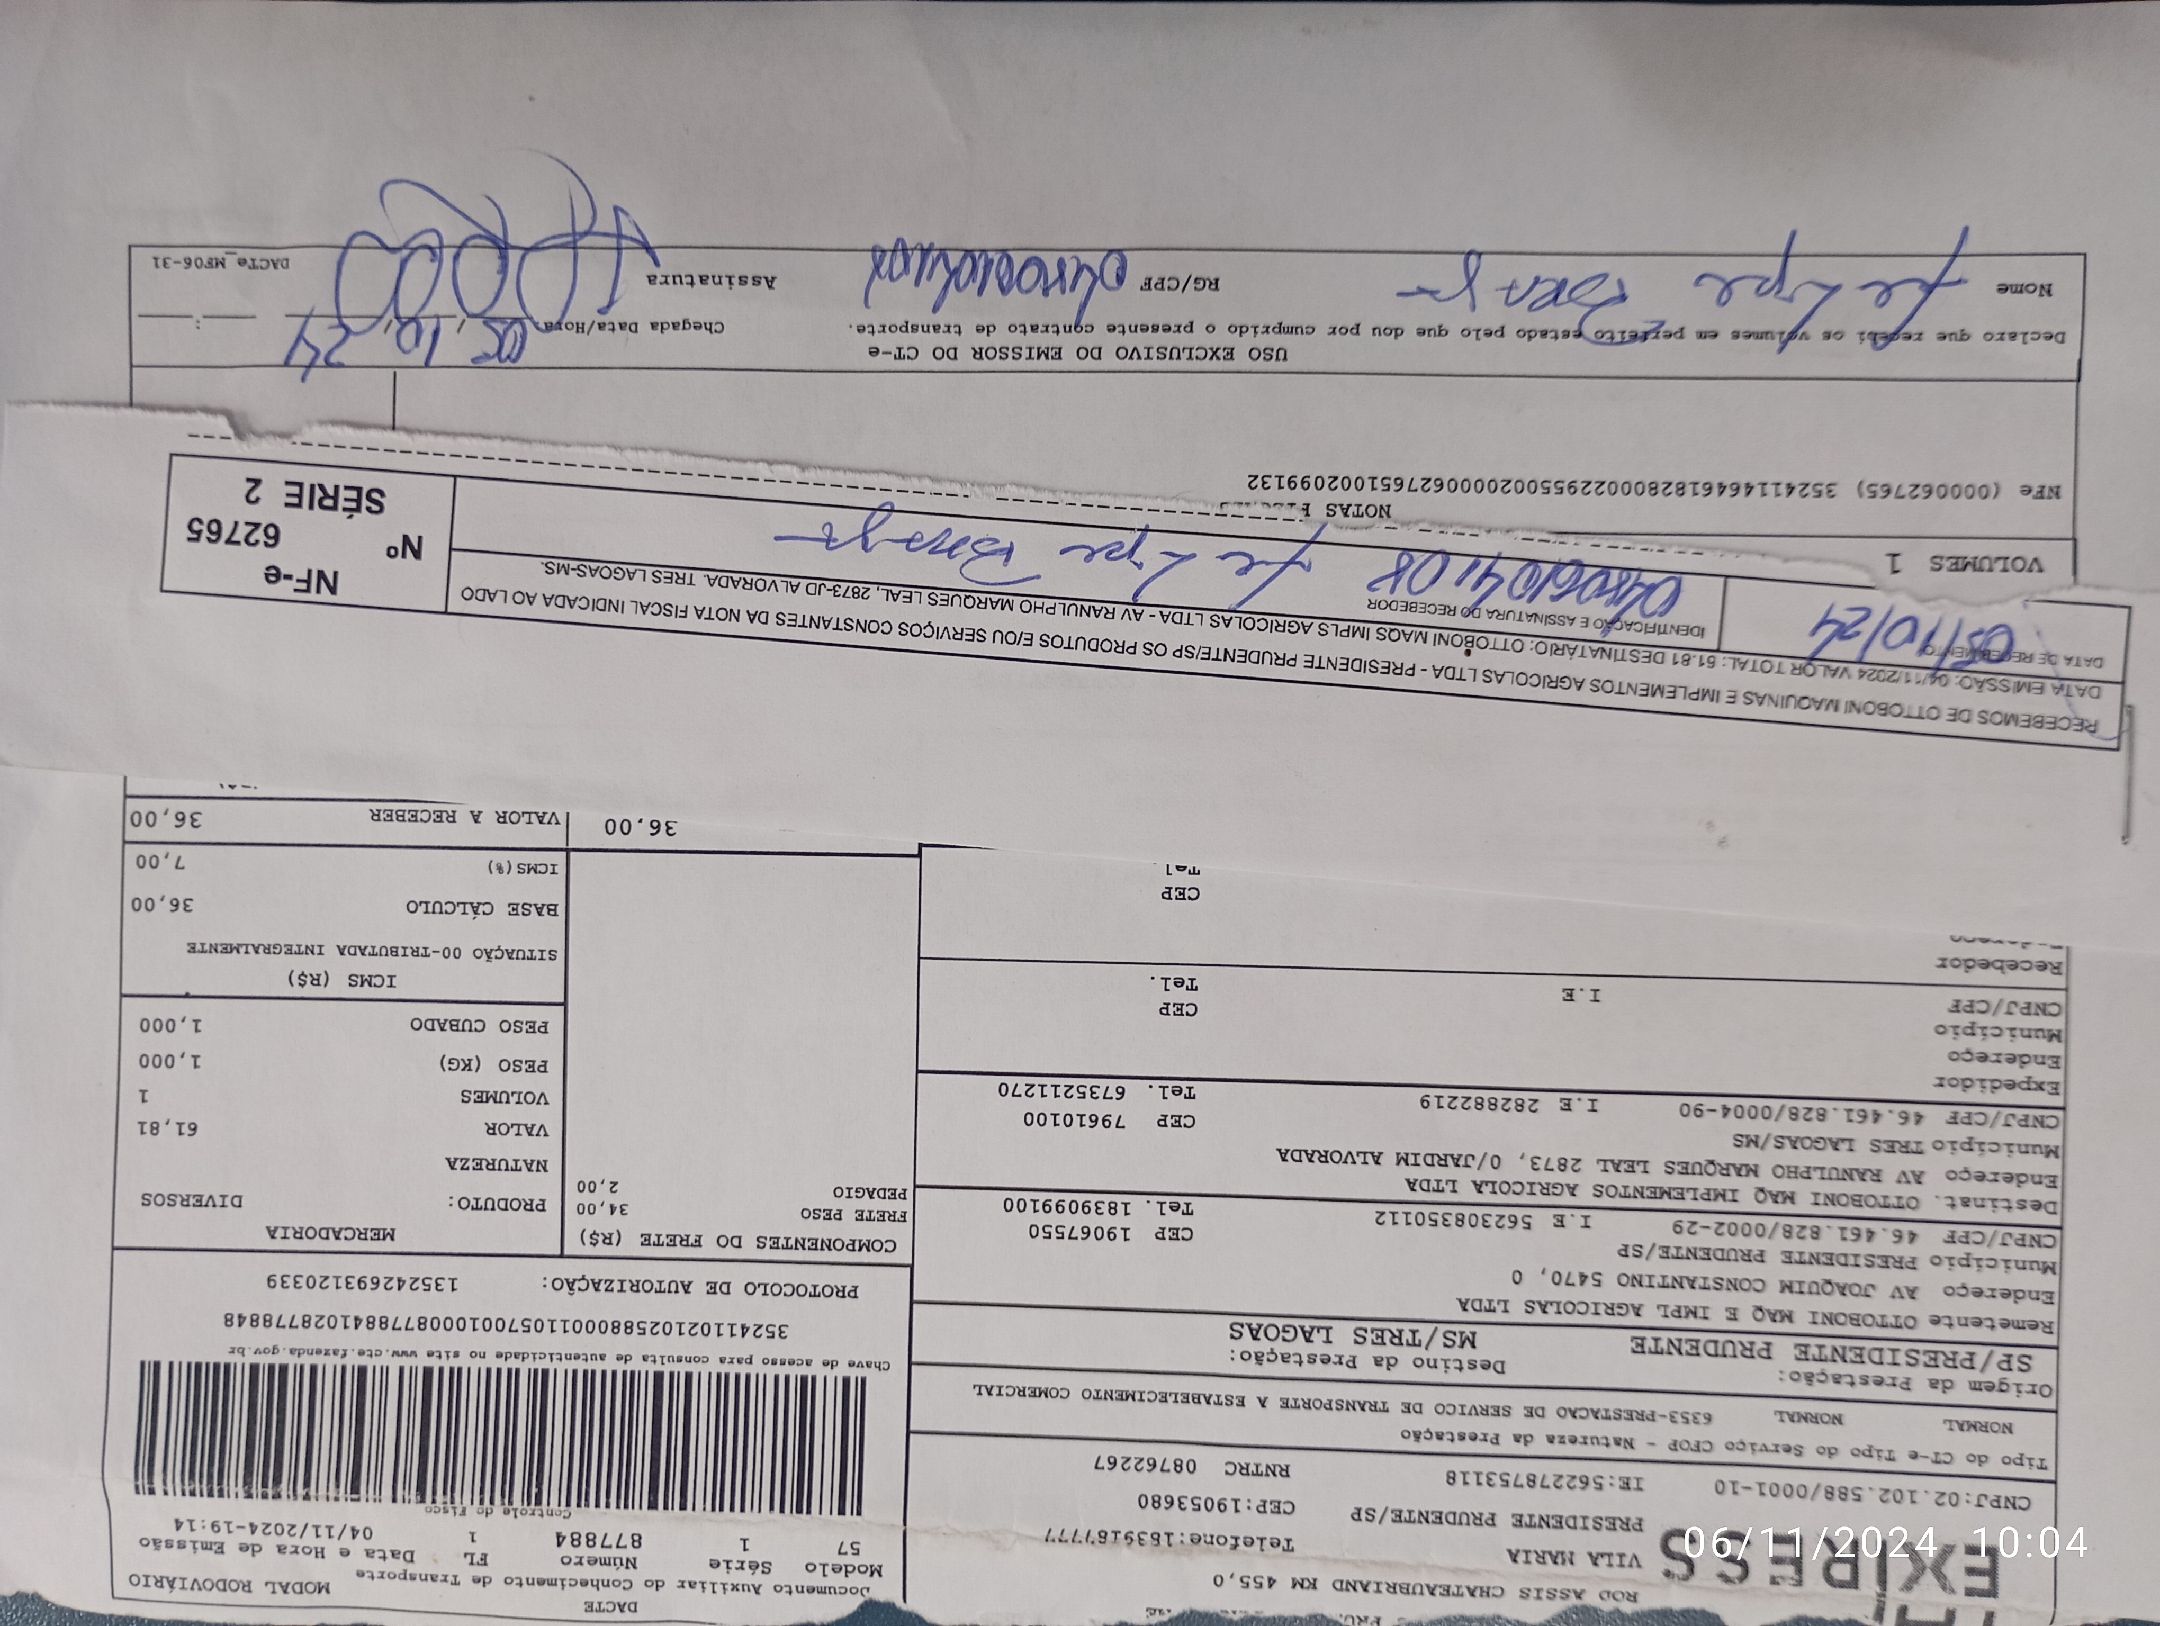 EXPRESS
ROD ASSIS CHATEAUBRIAND KM 455,0
VILA MARIA
PRESIDENTE PRUDENTE/SP CEP:19053680
CNPJ:02.102.588/0001-10 IE:562278753118 RNTRC 08762267
Tipo do CT-e Tipo do Serviço CFOP - Natureza da Prestação
NORMAL NORMAL 6353-PRESTACAO DE SERVICO DE TRANSPORTE A ESTABELECIMENTO COMERCIAL
Origem da Prestação: Destino da Prestação:
SP/PRESIDENTE PRUDENTE MS/TRES LAGOAS
Remetente OTTOBONI MAQ E IMPL AGRICOLAS LTDA
Endereço AV JOAQUIM CONSTANTINO 5470, 0
Município PRESIDENTE PRUDENTE/SP CEP 19067550
CNPJ/CPF 46.461.828/0002-29 I.E 562308350112 Tel. 1839099100
Destinat. OTTOBONI MAQ IMPLEMENTOS AGRICOLA LTDA
Endereço AV RANULPHO MARQUES LEAL 2873, 0/JARDIM ALVORADA
Município TRES LAGOAS/MS CEP 79610100
CNPJ/CPF 46.461.828/0004-90 I.E 282882219 Tel. 6735211270
Expedidor
Endereço
Município CEP
CNPJ/CPF I.E Tel.
Recebedor
Endereço
CEP
Tel
DACTE
Documento Auxiliar do Conhecimento de Transporte MODAL RODOVIÁRIO
Modelo Série Número FL Data e Hora de Emissão
57 1 877884 1 04/11/2024-19:14
Controle do Fisco
Chave de acesso para consulta de autenticidade no site www.cte.fazenda.gov.br
35241102102588000110570010008778841028778848
PROTOCOLO DE AUTORIZAÇÃO: 135242693120339
COMPONENTES DO FRETE (R$)
FRETE PESO 34,00
PEDAGIO 2,00
36,00
MERCADORIA
PRODUTO: DIVERSOS
NATUREZA
VALOR 61,81
VOLUMES 1
PESO (KG) 1,000
PESO CUBADO 1,000
ICMS (R$)
SITUAÇÃO 00-TRIBUTADA INTEGRALMENTE
BASE CÁLCULO 36,00
ICMS(%) 7,00
VALOR A RECEBER 36,00
RECEBEMOS DE OTTOBONI MAQUINAS E IMPLEMENTOS AGRICOLAS LTDA - PRESIDENTE PRUDENTE/SP OS PRODUTOS E/OU SERVIÇOS CONSTANTES DA NOTA FISCAL INDICADA AO LADO
DATA EMISSÃO: 04/11/2024 VALOR TOTAL: 61.81 DESTINATÁRIO: OTTOBONI IMPLS MAQS AGRICOLAS LTDA - AV RANULPHO MARQUES LEAL, 2873-JD ALVORADA. TRES LAGOAS-MS.
DATA DE RECEBIMENTO
05/10/24
IDENTIFICAÇÃO E ASSINATURA DO RECEBEDOR
Felipe
NF-e
Nº 62765
SÉRIE 2
VOLUMES 1
NOTAS
NFe (000062765) 35241146461828000229550020000627651002099132
USO EXCLUSIVO DO EMISSOR DO CT-e
Declaro que recebi os volumes em perfeito estado pelo que dou por cumprido o presente contrato de transporte.
Chegada Data/Hora 05/10/24 __:__
Nome Felipe
RG/CPF
Assinatura
DACTe_MF06-31
06/11/2024 10:04